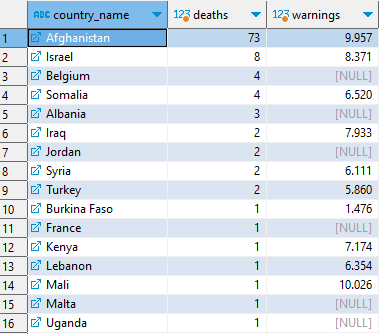 ABC country_name 123 deaths 123 warnings
1 Afghanistan 73 9.957
2 Israel 8 8.371
3 Belgium 4 [NULL]
4 Somalia 4 6.520
5 Albania 3 [NULL]
6 Iraq 2 7.933
7 Jordan 2 [NULL]
8 Syria 2 6.111
9 Turkey 2 5.860
10 Burkina Faso 1 1.476
11 France 1 [NULL]
12 Kenya 1 7.174
13 Lebanon 1 6.354
14 Mali 1 10.026
15 Malta 1 [NULL]
16 Uganda 1 [NULL]